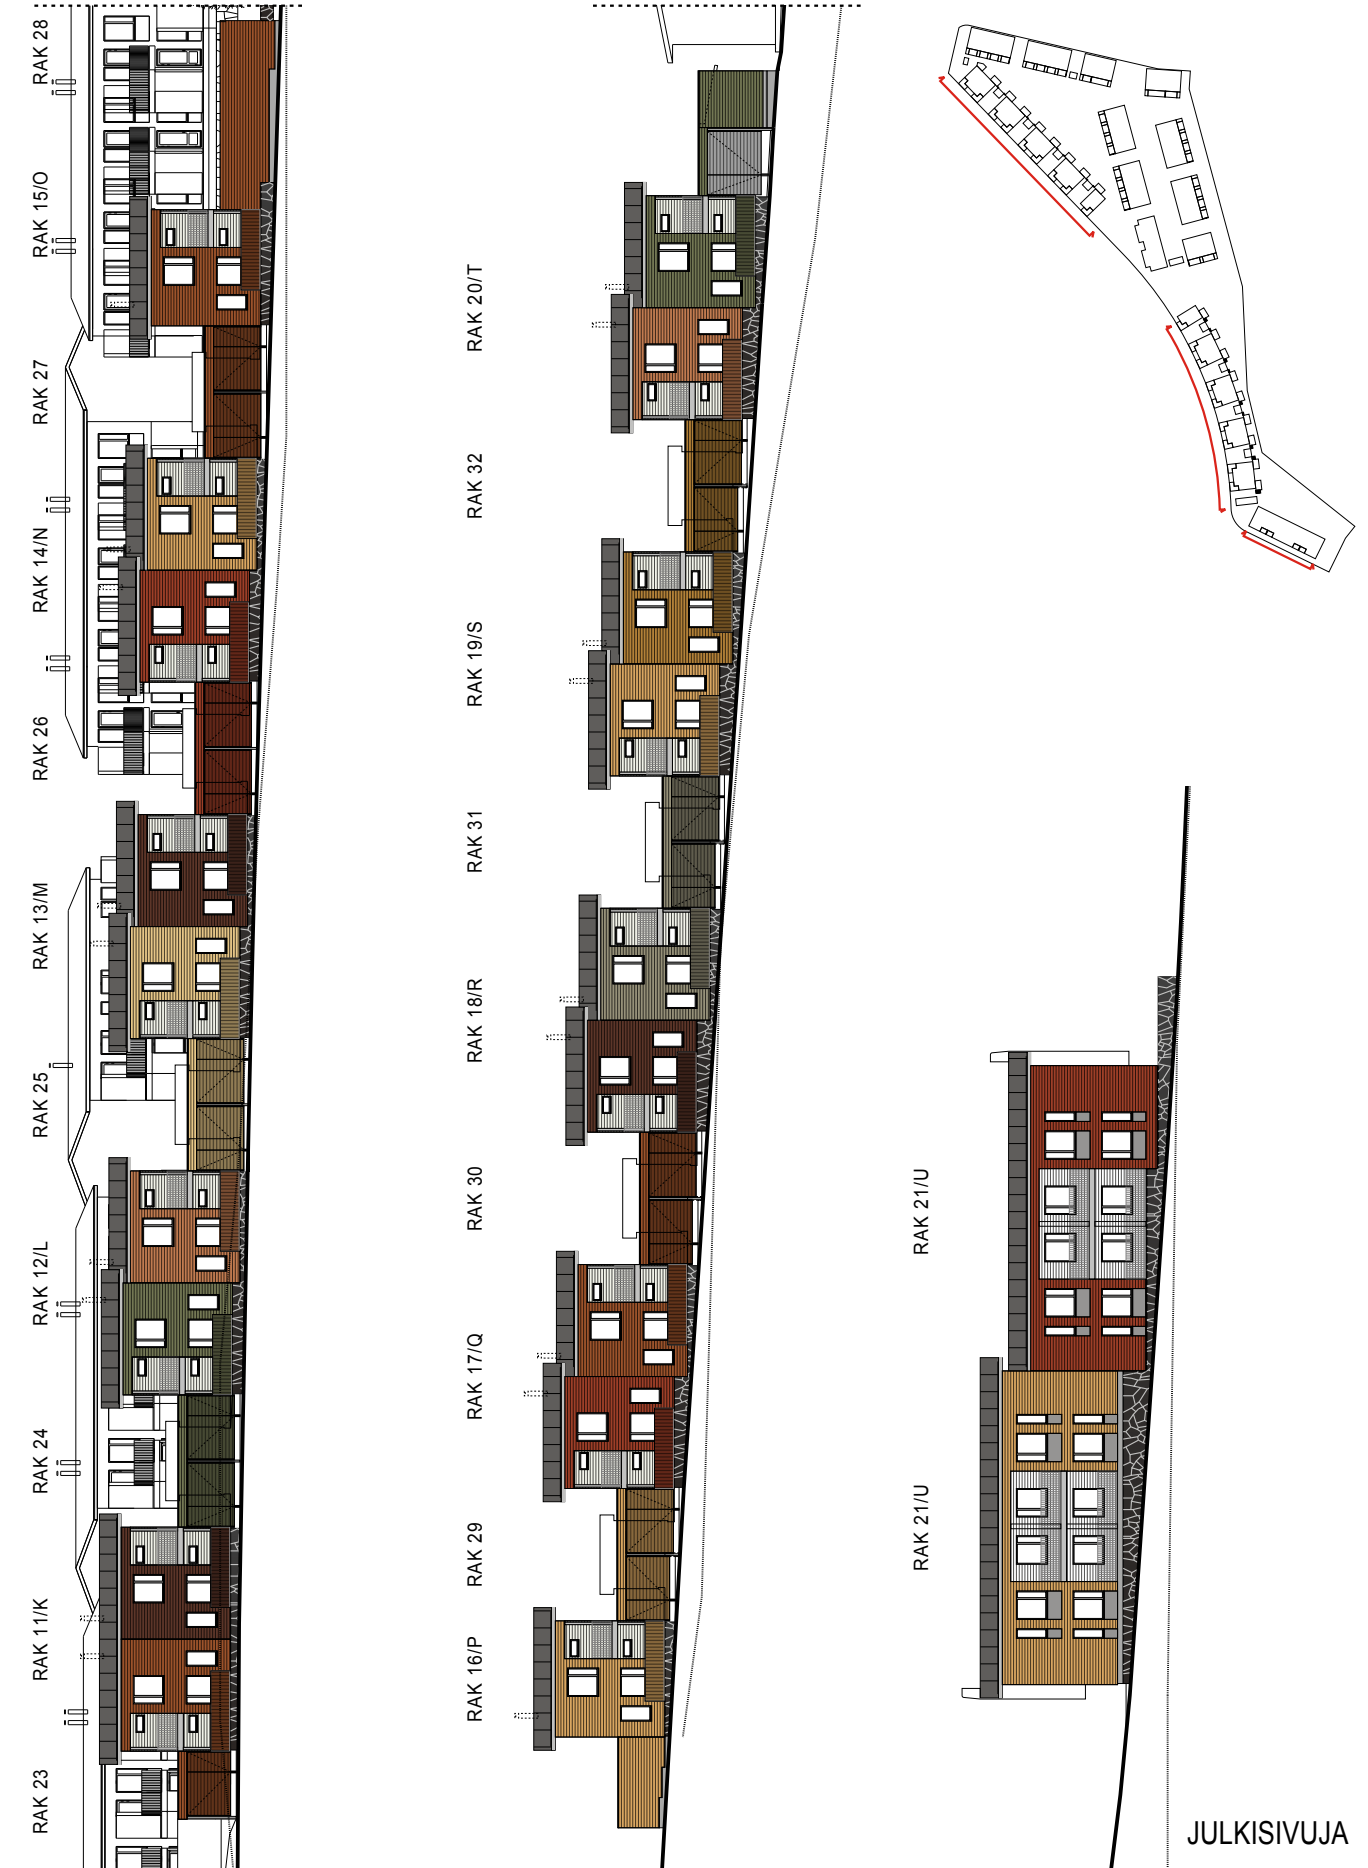 RAK 28
RAK 15/O
RAK 27
RAK 14/N
RAK 26
RAK 13/M
RAK 25
RAK 12/L
RAK 24
RAK 11/K
RAK 23
RAK 20/T
RAK 32
RAK 19/S
RAK 31
RAK 18/R
RAK 30
RAK 17/Q
RAK 29
RAK 16/P
RAK 21/U
RAK 21/U
JULKISIVUJA